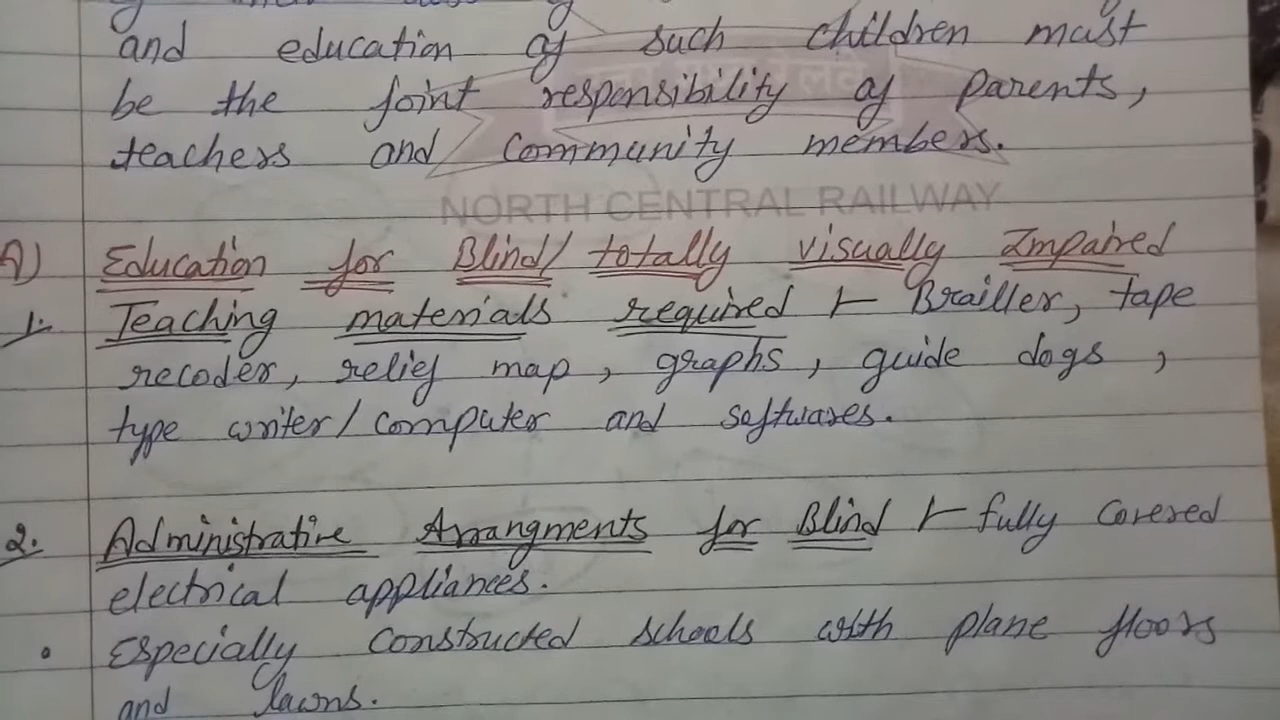 and education of such children must
be the joint responsibility of parents,
teachers and community members.
NORTH CENTRAL RAILWAY
A) Education for Blind/ totally visually Impaired
1. Teaching materials required :- Brailler, tape
recoder, relief map, graphs, guide dogs,
type writer/computer and softwares.
2. Administrative Arrangments for Blind :- fully covered
electrical appliances.
• Especially constructed schools with plane floors
and lawns.